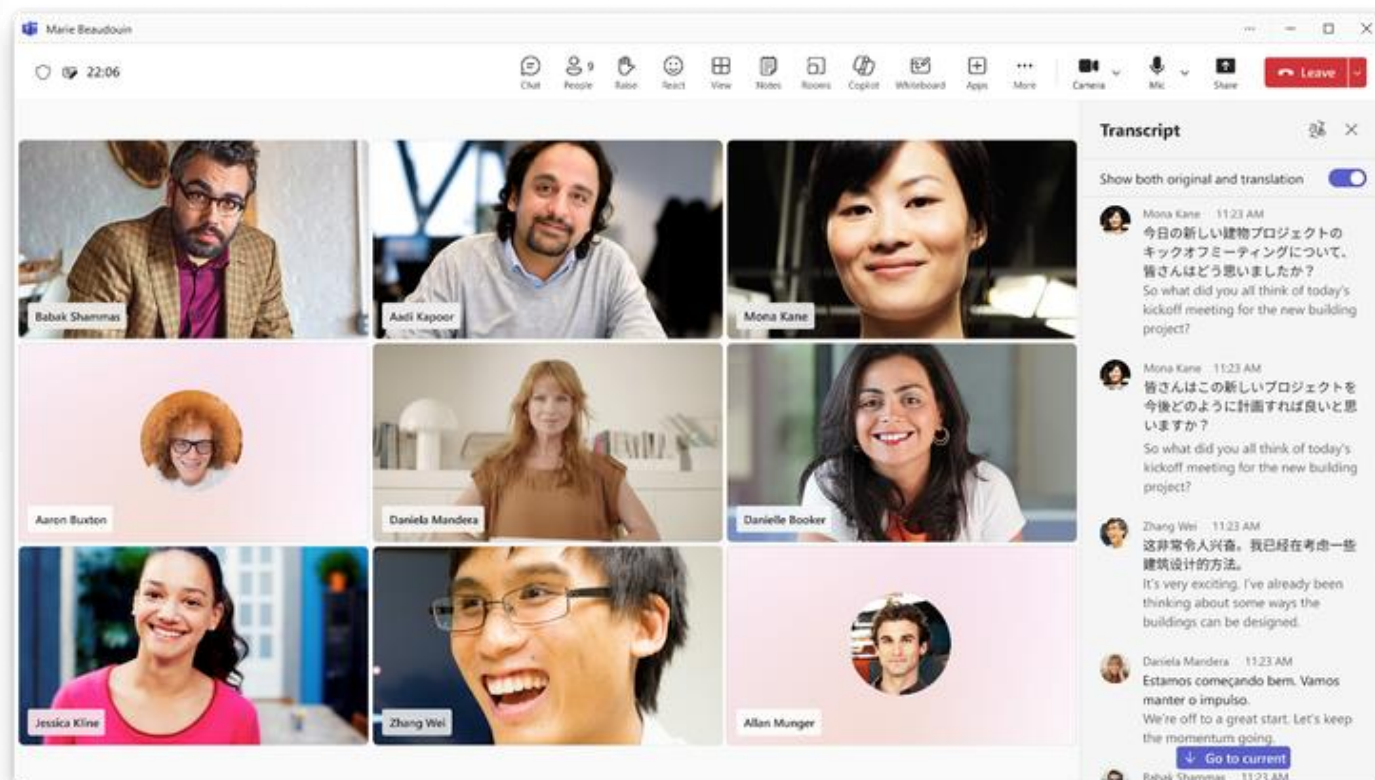 Marie Beaudouin
22:06
9
Chat
People
Raise
React
View
Notes
Rooms
Copilot
Whiteboard
Apps
More
Camera
Mic
Share
Leave
Babak Shammas
Aadi Kapoor
Mona Kane
Aaron Buxton
Daniela Mandera
Danielle Booker
Jessica Kline
Zhang Wei
Allan Munger
Transcript
Show both original and translation
Mona Kane 11:23 AM
今日の新しい建物プロジェクトの
キックオフミーティングについて、
皆さんはどう思いましたか？
So what did you all think of today's
kickoff meeting for the new building
project?
Mona Kane 11:23 AM
皆さんはこの新しいプロジェクトを
今後どのように計画すれば良いと思
いますか？
So what did you all think of today's
kickoff meeting for the new building
project?
Zhang Wei 11:23 AM
这非常令人兴奋。我已经在考虑一些
建筑设计的方法。
It's very exciting. I've already been
thinking about some ways the
buildings can be designed.
Daniela Mandera 11:23 AM
Estamos começando bem. Vamos
manter o impulso.
We're off to a great start. Let's keep
the momentum going.
Go to current
Babak Shammas 11:23 AM